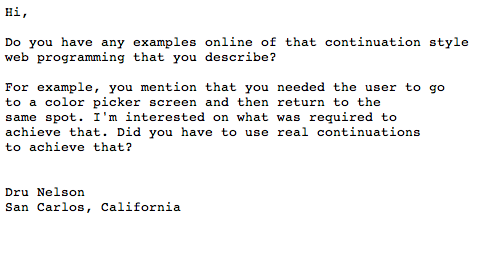 Hi,
Do you have any examples online of that continuation style
web programming that you describe?
For example, you mention that you needed the user to go
to a color picker screen and then return to the
same spot. I'm interested on what was required to
achieve that. Did you have to use real continuations
to achieve that?
Dru Nelson
San Carlos, California